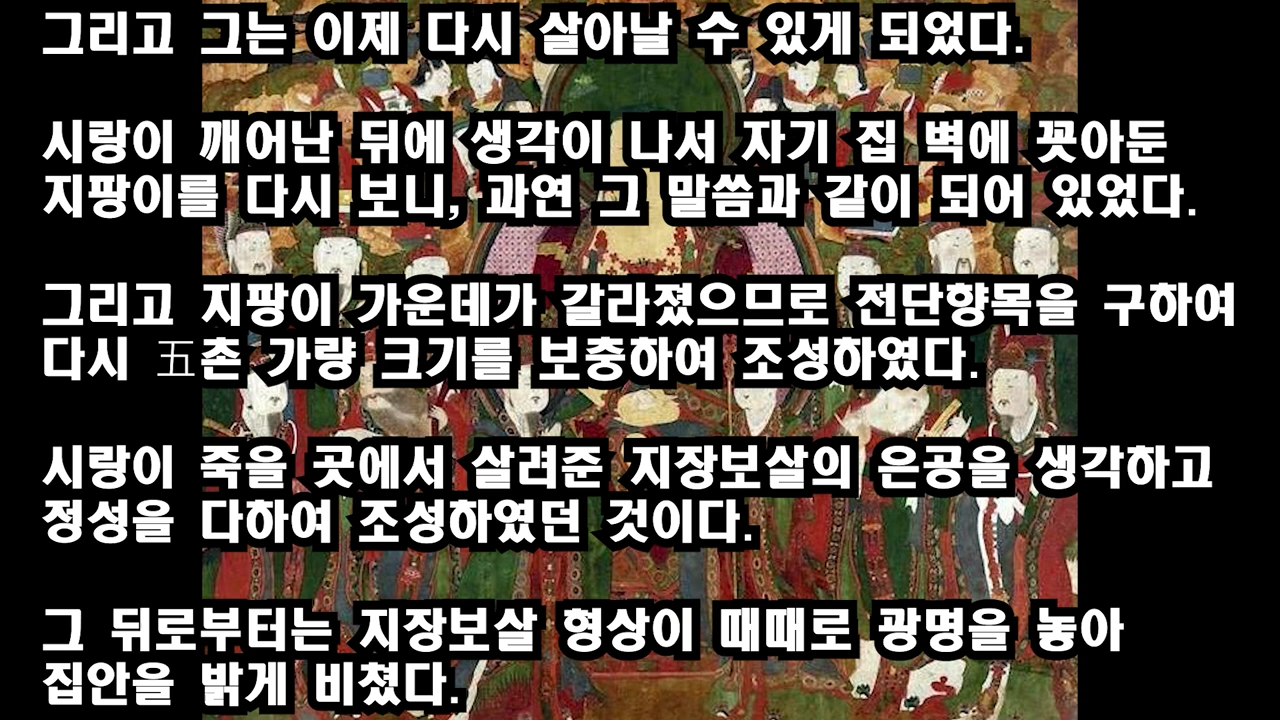 그리고 그는 이제 다시 살아날 수 있게 되었다.
시랑이 깨어난 뒤에 생각이 나서 자기 집 벽에 꽂아둔
지팡이를 다시 보니, 과연 그 말씀과 같이 되어 있었다.
그리고 지팡이 가운데가 갈라졌으므로 전단향목을 구하여
다시 五촌 가량 크기를 보충하여 조성하였다.
시랑이 죽을 곳에서 살려준 지장보살의 은공을 생각하고
정성을 다하여 조성하였던 것이다.
그 뒤로부터는 지장보살 형상이 때때로 광명을 놓아
집안을 밝게 비쳤다.